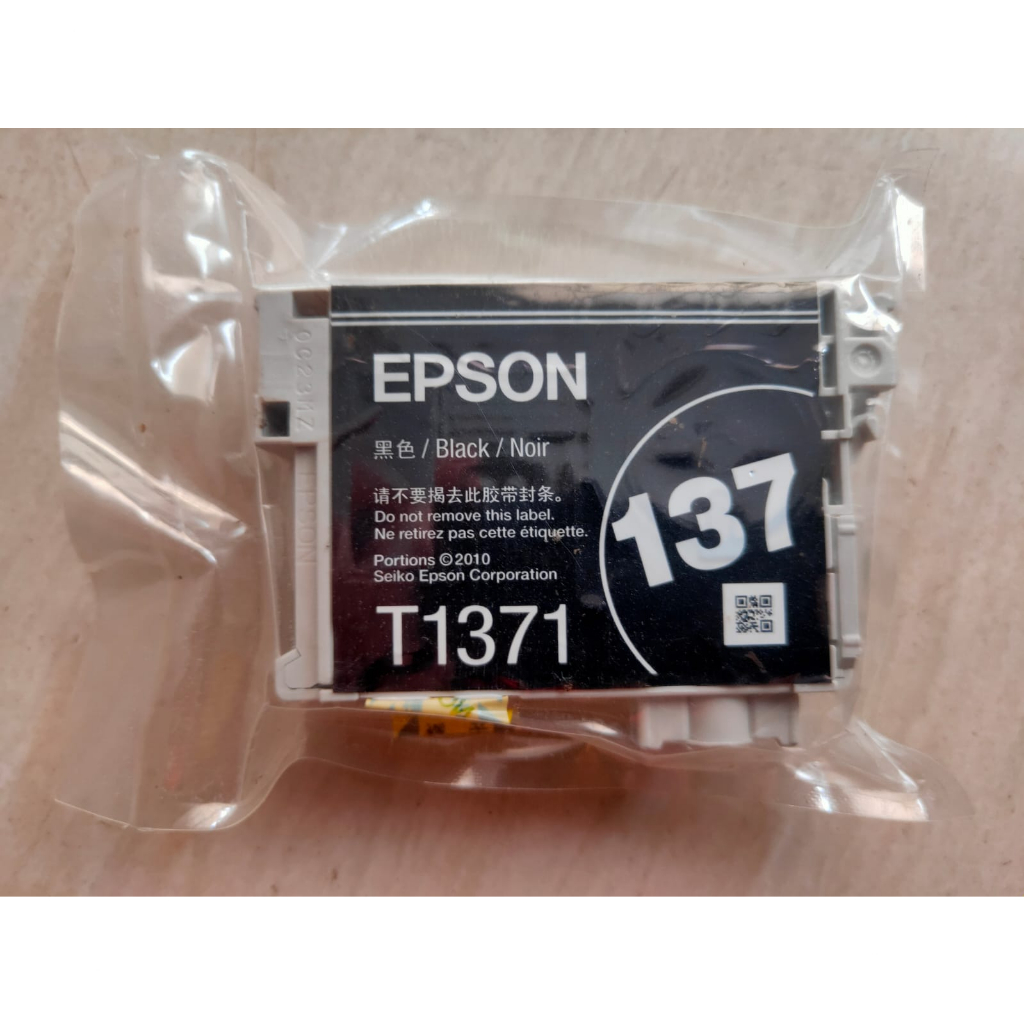 EPSON
黑色 / Black / Noir
请不要揭去此胶带封条。
Do not remove this label.
Ne retirez pas cette étiquette.
Portions ©2010
Seiko Epson Corporation
T1371
137